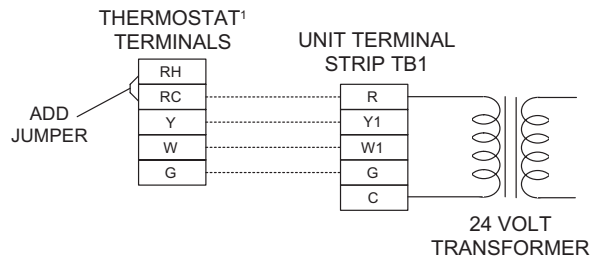 THERMOSTAT¹
TERMINALS
UNIT TERMINAL
STRIP TB1
RH
RC
Y
W
G
ADD
JUMPER
R
Y1
W1
G
C
24 VOLT
TRANSFORMER